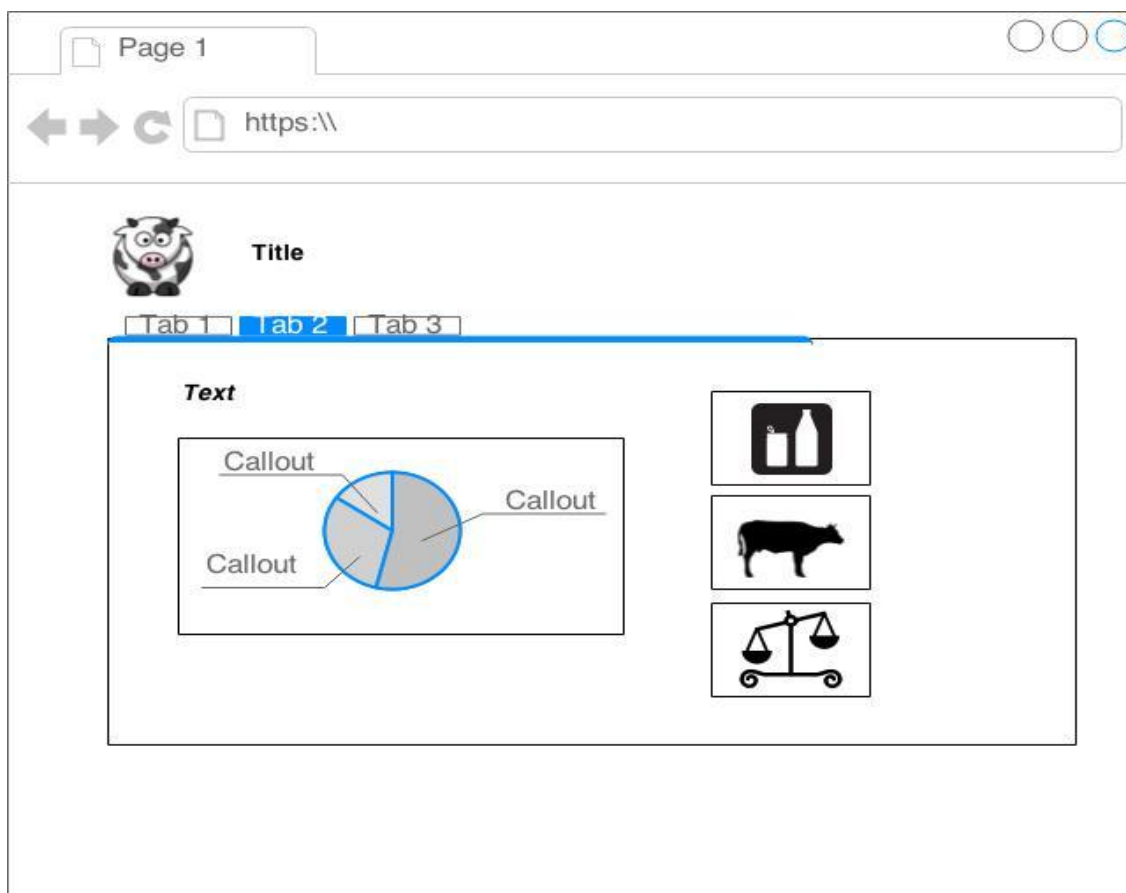 Page 1
https:\\
Title
Tab 1 Tab 2 Tab 3
Text
Callout
Callout
Callout